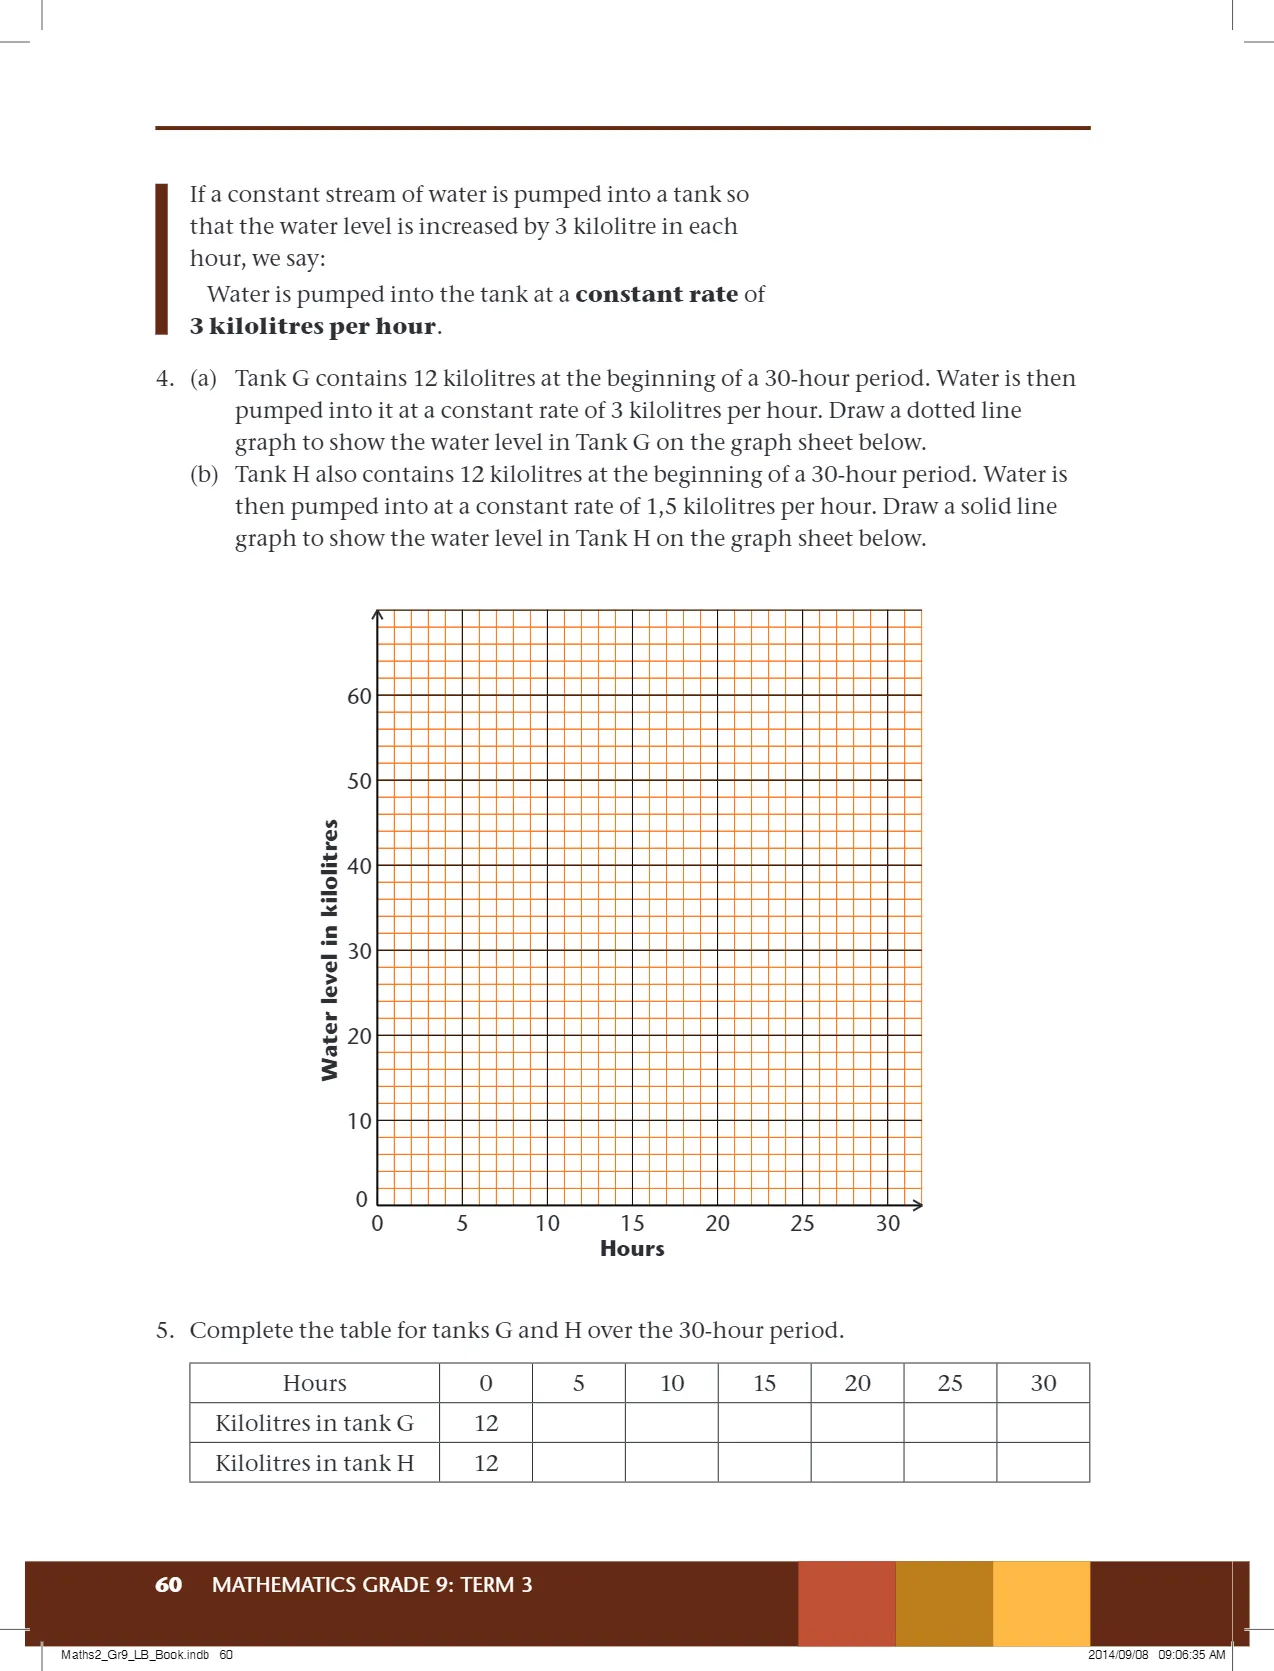 If a constant stream of water is pumped into a tank so
that the water level is increased by 3 kilolitre in each
hour, we say:
Water is pumped into the tank at a constant rate of
3 kilolitres per hour.
4. (a) Tank G contains 12 kilolitres at the beginning of a 30-hour period. Water is then
pumped into it at a constant rate of 3 kilolitres per hour. Draw a dotted line
graph to show the water level in Tank G on the graph sheet below.
(b) Tank H also contains 12 kilolitres at the beginning of a 30-hour period. Water is
then pumped into at a constant rate of 1,5 kilolitres per hour. Draw a solid line
graph to show the water level in Tank H on the graph sheet below.
Water level in kilolitres
60
50
40
30
20
10
0
0 5 10 15 20 25 30
Hours
5. Complete the table for tanks G and H over the 30-hour period.
Hours 0 5 10 15 20 25 30
Kilolitres in tank G 12
Kilolitres in tank H 12
60 MATHEMATICS GRADE 9: TERM 3
Maths2_Gr9_LB_Book.indb 60 2014/09/08 09:06:35 AM